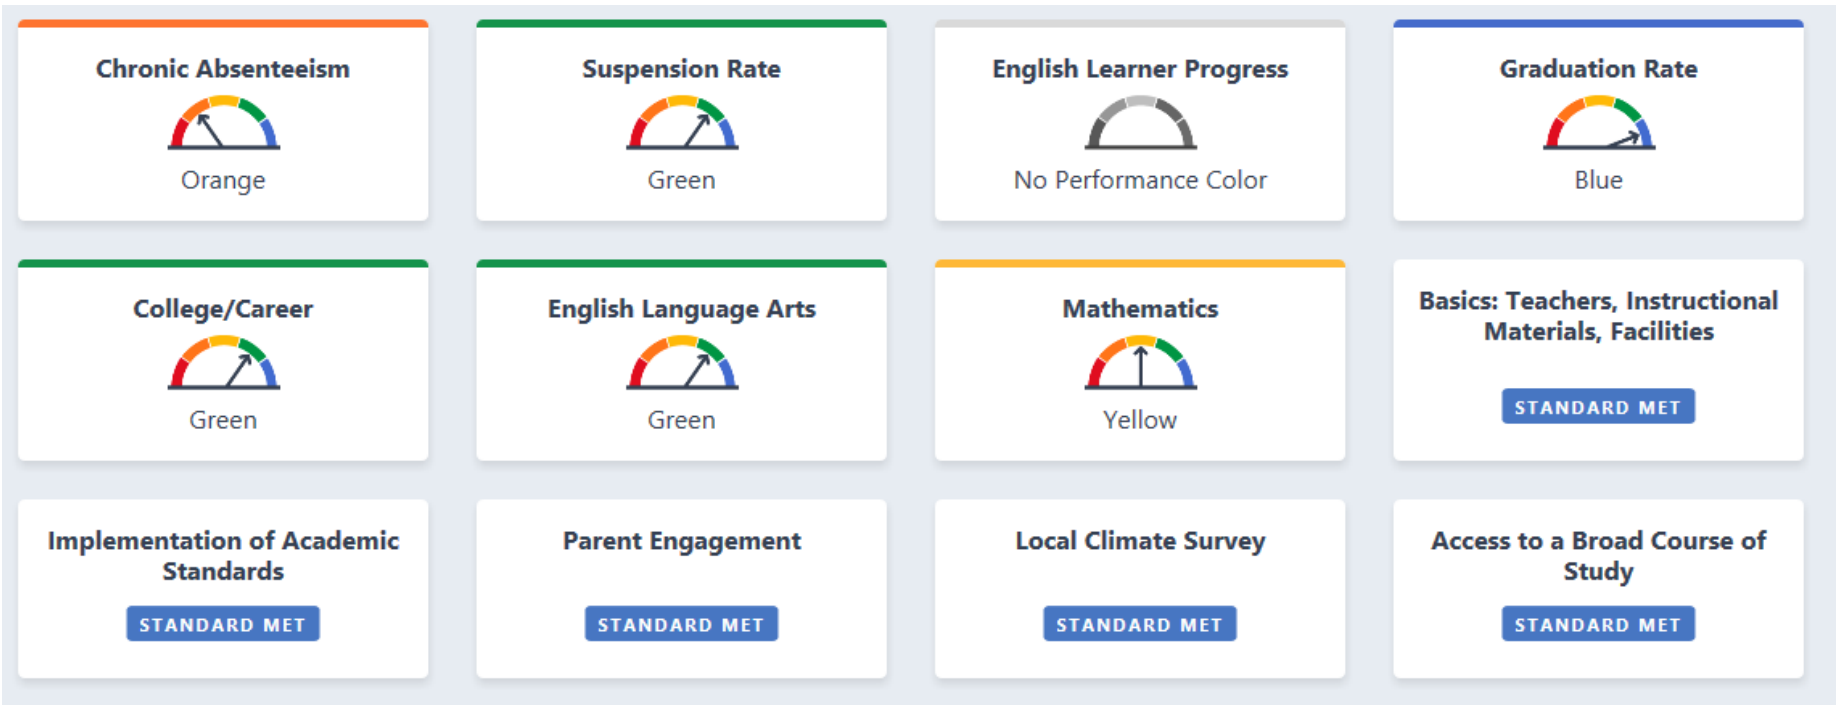 Chronic Absenteeism
Orange
Suspension Rate
Green
English Learner Progress
No Performance Color
Graduation Rate
Blue
College/Career
Green
English Language Arts
Green
Mathematics
Yellow
Basics: Teachers, Instructional
Materials, Facilities
STANDARD MET
Implementation of Academic
Standards
STANDARD MET
Parent Engagement
STANDARD MET
Local Climate Survey
STANDARD MET
Access to a Broad Course of
Study
STANDARD MET